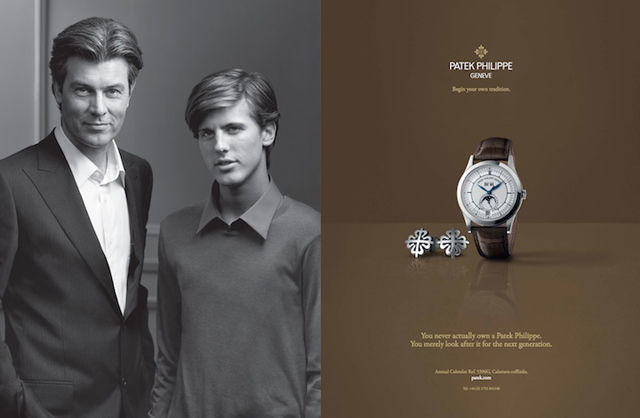 PATEK PHILIPPE
GENEVE
Begin your own tradition.
You never actually own a Patek Philippe.
You merely look after it for the next generation.
Annual Calendar Ref. 5396G, Calatrava cufflinks.
patek.com